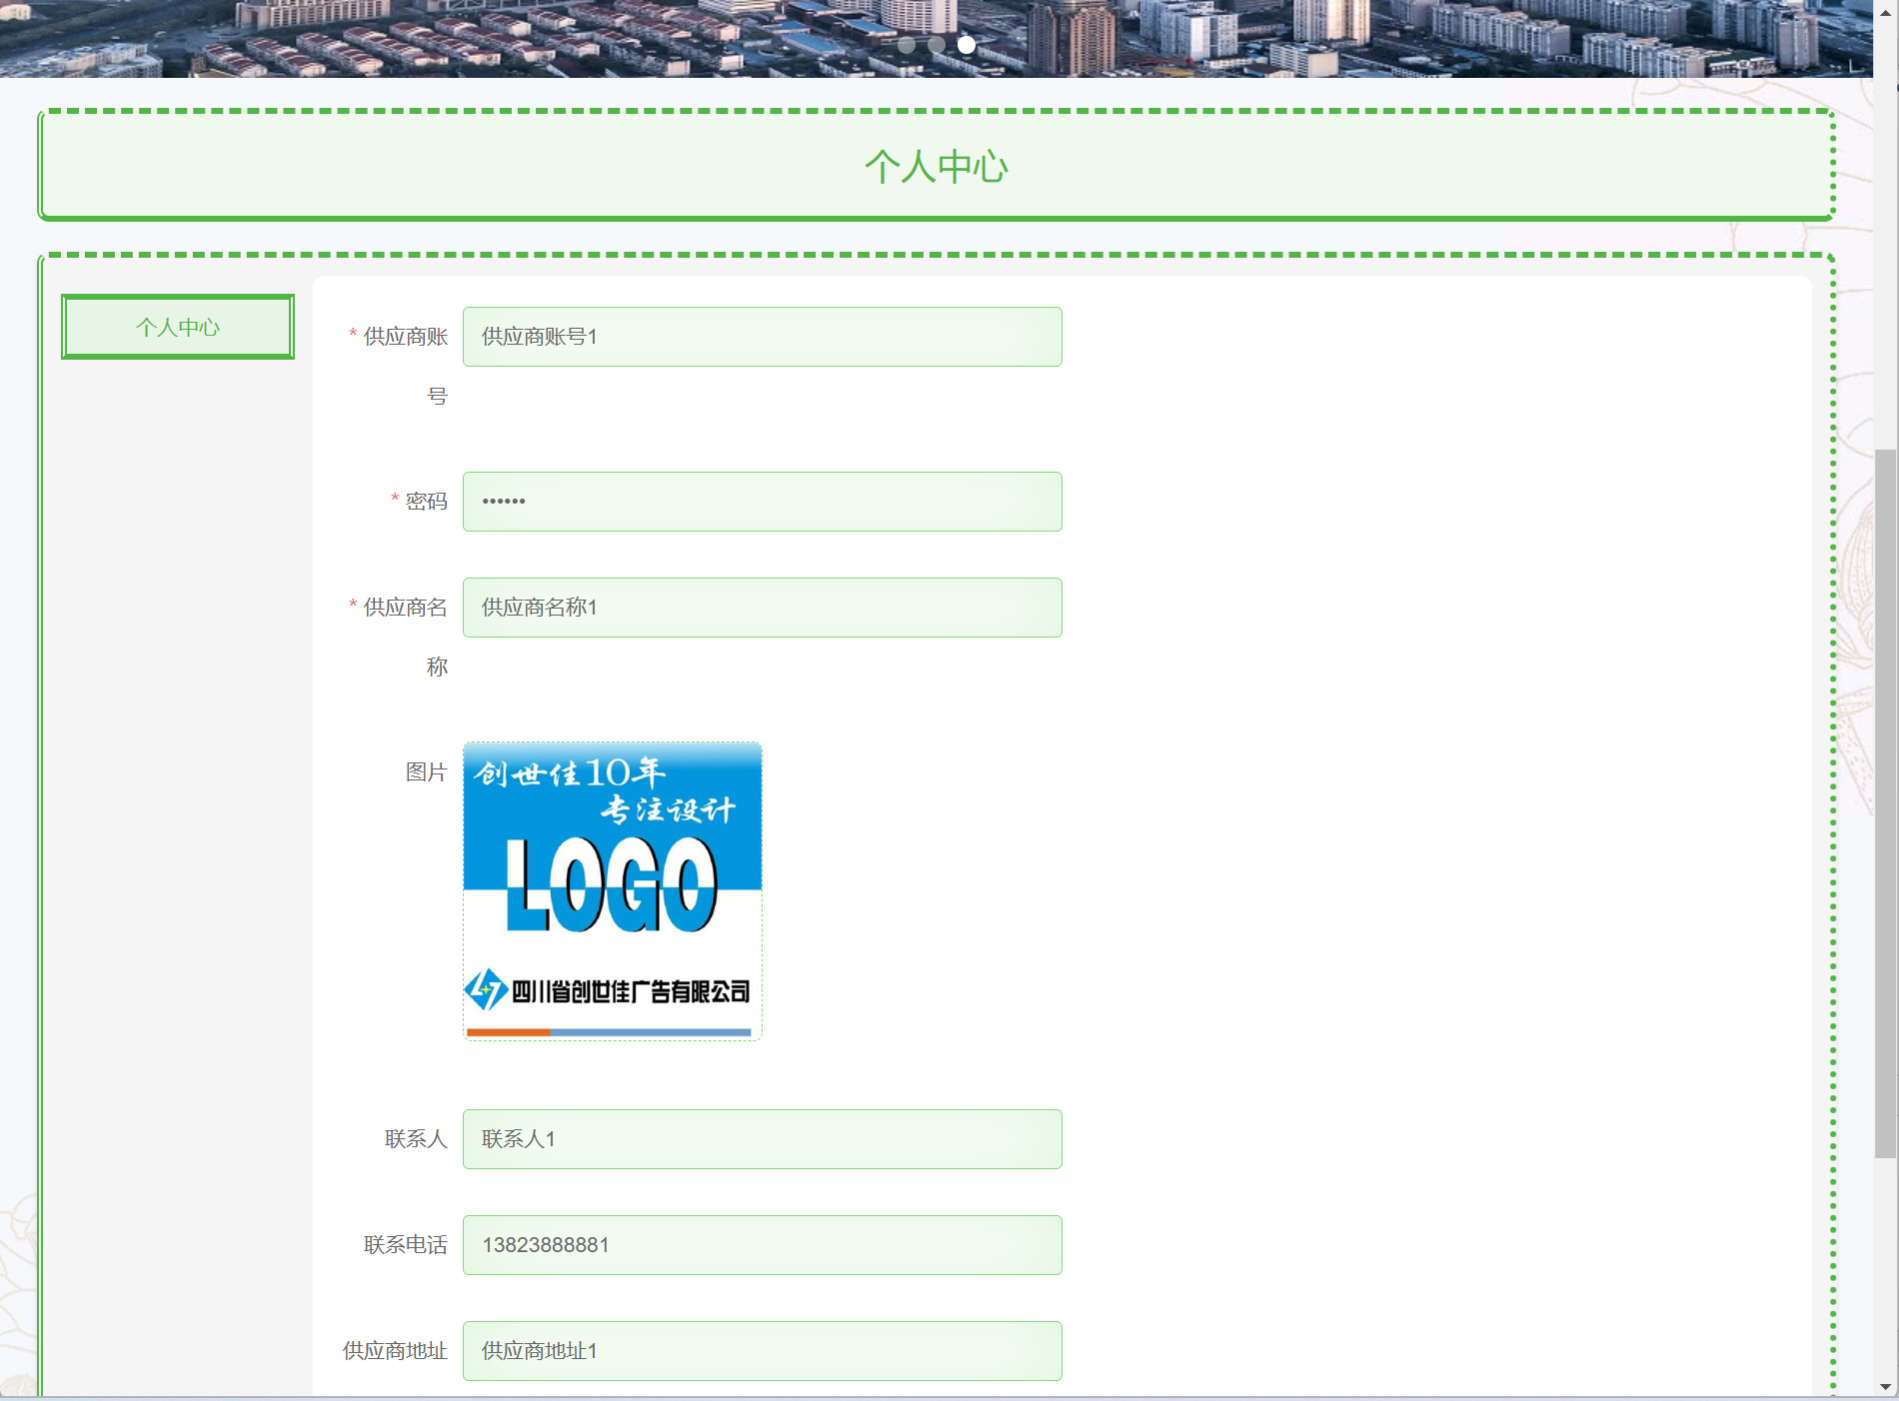 个人中心
个人中心
* 供应商账号
供应商账号1
* 密码
••••••
* 供应商名称
供应商名称1
图片
创世佳10年
专注设计
LOGO
四川省创世佳广告有限公司
联系人
联系人1
联系电话
13823888881
供应商地址
供应商地址1